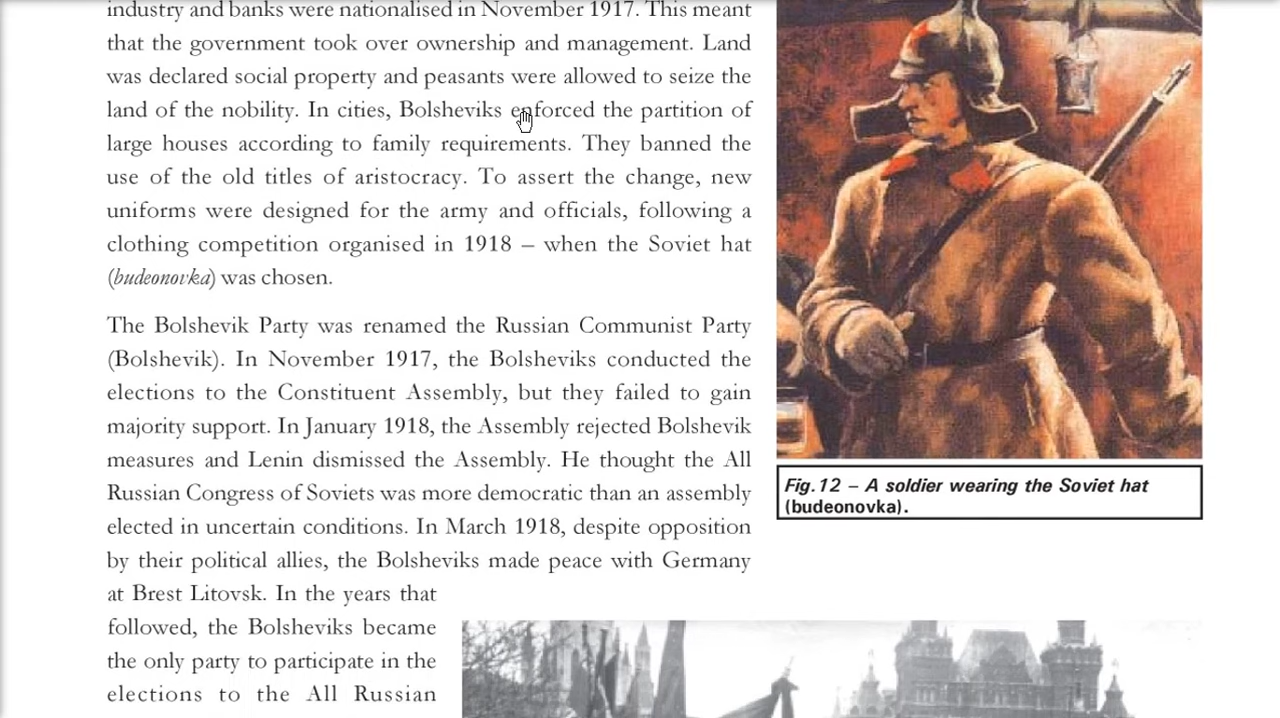 industry and banks were nationalised in November 1917. This meant
that the government took over ownership and management. Land
was declared social property and peasants were allowed to seize the
land of the nobility. In cities, Bolsheviks enforced the partition of
large houses according to family requirements. They banned the
use of the old titles of aristocracy. To assert the change, new
uniforms were designed for the army and officials, following a
clothing competition organised in 1918 – when the Soviet hat
(budeonovka) was chosen.
The Bolshevik Party was renamed the Russian Communist Party
(Bolshevik). In November 1917, the Bolsheviks conducted the
elections to the Constituent Assembly, but they failed to gain
majority support. In January 1918, the Assembly rejected Bolshevik
measures and Lenin dismissed the Assembly. He thought the All
Russian Congress of Soviets was more democratic than an assembly
elected in uncertain conditions. In March 1918, despite opposition
by their political allies, the Bolsheviks made peace with Germany
at Brest Litovsk. In the years that
followed, the Bolsheviks became
the only party to participate in the
elections to the All Russian
Fig.12 – A soldier wearing the Soviet hat
(budeonovka).